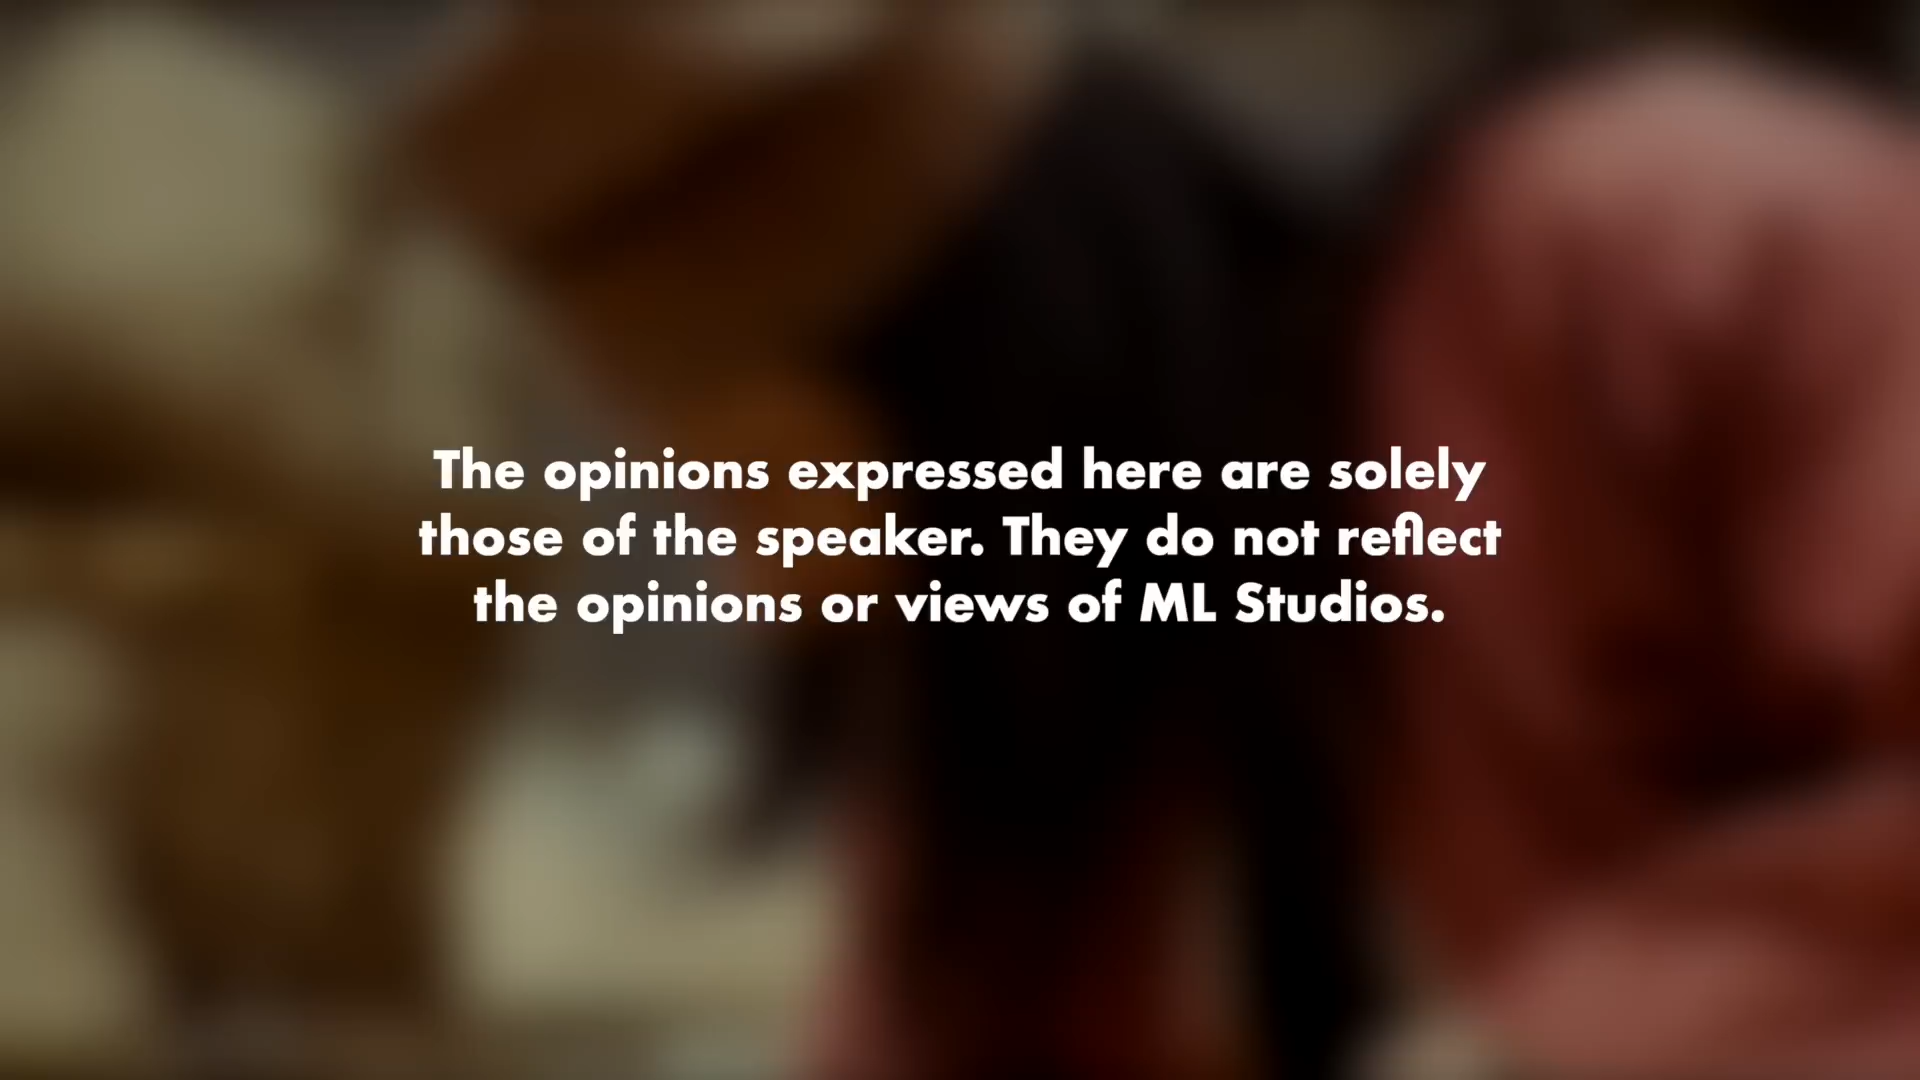 The opinions expressed here are solely
those of the speaker. They do not reflect
the opinions or views of ML Studios.